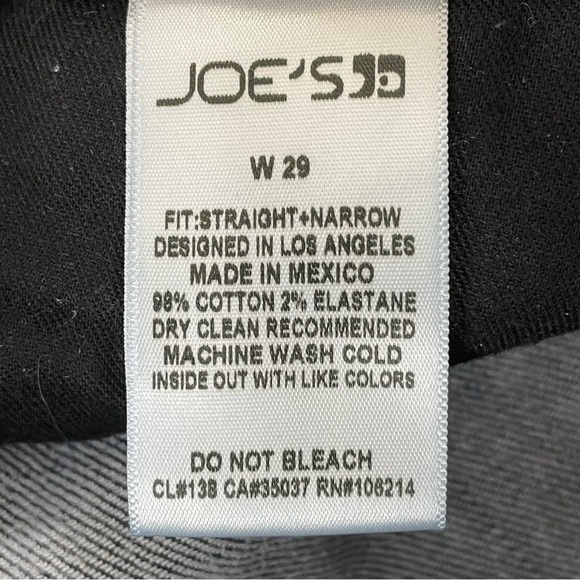 JOE'S
W 29
FIT:STRAIGHT+NARROW
DESIGNED IN LOS ANGELES
MADE IN MEXICO
98% COTTON 2% ELASTANE
DRY CLEAN RECOMMENDED
MACHINE WASH COLD
INSIDE OUT WITH LIKE COLORS
DO NOT BLEACH
CL#138 CA#35037 RN#106214